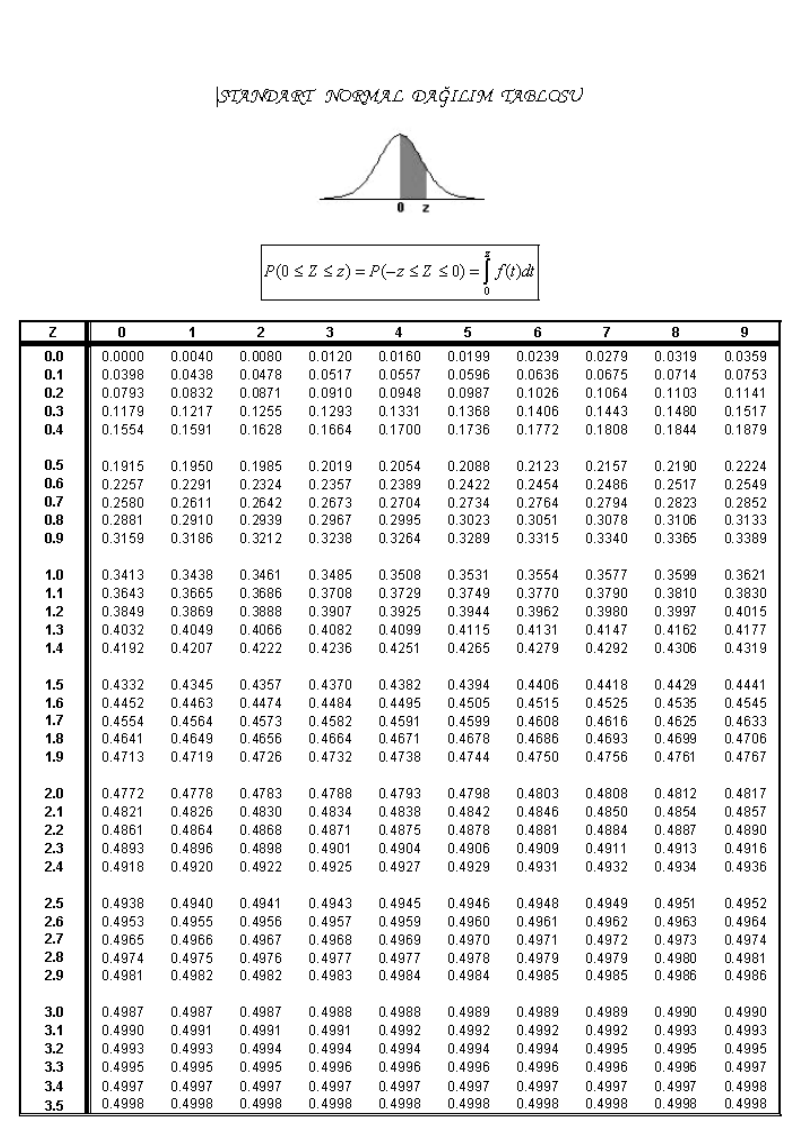 STANDART NORMAL DAĞILIM TABLOSU
0 z
P(0 ≤ Z ≤ z) = P(−z ≤ Z ≤ 0) = ∫₀ᶻ f(t)dt
Z 0 1 2 3 4 5 6 7 8 9
0.0 0.0000 0.0040 0.0080 0.0120 0.0160 0.0199 0.0239 0.0279 0.0319 0.0359
0.1 0.0398 0.0438 0.0478 0.0517 0.0557 0.0596 0.0636 0.0675 0.0714 0.0753
0.2 0.0793 0.0832 0.0871 0.0910 0.0948 0.0987 0.1026 0.1064 0.1103 0.1141
0.3 0.1179 0.1217 0.1255 0.1293 0.1331 0.1368 0.1406 0.1443 0.1480 0.1517
0.4 0.1554 0.1591 0.1628 0.1664 0.1700 0.1736 0.1772 0.1808 0.1844 0.1879
0.5 0.1915 0.1950 0.1985 0.2019 0.2054 0.2088 0.2123 0.2157 0.2190 0.2224
0.6 0.2257 0.2291 0.2324 0.2357 0.2389 0.2422 0.2454 0.2486 0.2517 0.2549
0.7 0.2580 0.2611 0.2642 0.2673 0.2704 0.2734 0.2764 0.2794 0.2823 0.2852
0.8 0.2881 0.2910 0.2939 0.2967 0.2995 0.3023 0.3051 0.3078 0.3106 0.3133
0.9 0.3159 0.3186 0.3212 0.3238 0.3264 0.3289 0.3315 0.3340 0.3365 0.3389
1.0 0.3413 0.3438 0.3461 0.3485 0.3508 0.3531 0.3554 0.3577 0.3599 0.3621
1.1 0.3643 0.3665 0.3686 0.3708 0.3729 0.3749 0.3770 0.3790 0.3810 0.3830
1.2 0.3849 0.3869 0.3888 0.3907 0.3925 0.3944 0.3962 0.3980 0.3997 0.4015
1.3 0.4032 0.4049 0.4066 0.4082 0.4099 0.4115 0.4131 0.4147 0.4162 0.4177
1.4 0.4192 0.4207 0.4222 0.4236 0.4251 0.4265 0.4279 0.4292 0.4306 0.4319
1.5 0.4332 0.4345 0.4357 0.4370 0.4382 0.4394 0.4406 0.4418 0.4429 0.4441
1.6 0.4452 0.4463 0.4474 0.4484 0.4495 0.4505 0.4515 0.4525 0.4535 0.4545
1.7 0.4554 0.4564 0.4573 0.4582 0.4591 0.4599 0.4608 0.4616 0.4625 0.4633
1.8 0.4641 0.4649 0.4656 0.4664 0.4671 0.4678 0.4686 0.4693 0.4699 0.4706
1.9 0.4713 0.4719 0.4726 0.4732 0.4738 0.4744 0.4750 0.4756 0.4761 0.4767
2.0 0.4772 0.4778 0.4783 0.4788 0.4793 0.4798 0.4803 0.4808 0.4812 0.4817
2.1 0.4821 0.4826 0.4830 0.4834 0.4838 0.4842 0.4846 0.4850 0.4854 0.4857
2.2 0.4861 0.4864 0.4868 0.4871 0.4875 0.4878 0.4881 0.4884 0.4887 0.4890
2.3 0.4893 0.4896 0.4898 0.4901 0.4904 0.4906 0.4909 0.4911 0.4913 0.4916
2.4 0.4918 0.4920 0.4922 0.4925 0.4927 0.4929 0.4931 0.4932 0.4934 0.4936
2.5 0.4938 0.4940 0.4941 0.4943 0.4945 0.4946 0.4948 0.4949 0.4951 0.4952
2.6 0.4953 0.4955 0.4956 0.4957 0.4959 0.4960 0.4961 0.4962 0.4963 0.4964
2.7 0.4965 0.4966 0.4967 0.4968 0.4969 0.4970 0.4971 0.4972 0.4973 0.4974
2.8 0.4974 0.4975 0.4976 0.4977 0.4977 0.4978 0.4979 0.4979 0.4980 0.4981
2.9 0.4981 0.4982 0.4982 0.4983 0.4984 0.4984 0.4985 0.4985 0.4986 0.4986
3.0 0.4987 0.4987 0.4987 0.4988 0.4988 0.4989 0.4989 0.4989 0.4990 0.4990
3.1 0.4990 0.4991 0.4991 0.4991 0.4992 0.4992 0.4992 0.4992 0.4993 0.4993
3.2 0.4993 0.4993 0.4994 0.4994 0.4994 0.4994 0.4994 0.4995 0.4995 0.4995
3.3 0.4995 0.4995 0.4995 0.4996 0.4996 0.4996 0.4996 0.4996 0.4996 0.4997
3.4 0.4997 0.4997 0.4997 0.4997 0.4997 0.4997 0.4997 0.4997 0.4997 0.4998
3.5 0.4998 0.4998 0.4998 0.4998 0.4998 0.4998 0.4998 0.4998 0.4998 0.4998